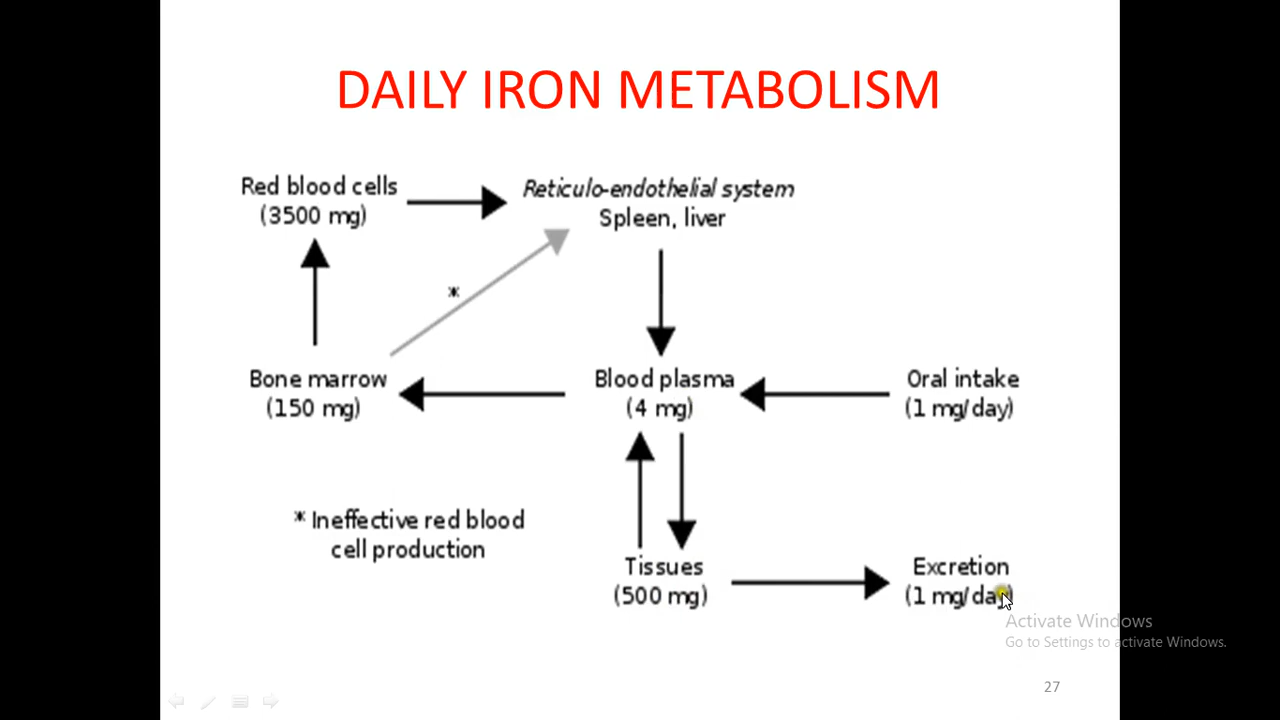 DAILY IRON METABOLISM
Red blood cells
(3500 mg)
Reticulo-endothelial system
Spleen, liver
*
Bone marrow
(150 mg)
Blood plasma
(4 mg)
Oral intake
(1 mg/day)
* Ineffective red blood
cell production
Tissues
(500 mg)
Excretion
(1 mg/day)
Activate Windows
Go to Settings to activate Windows.
27